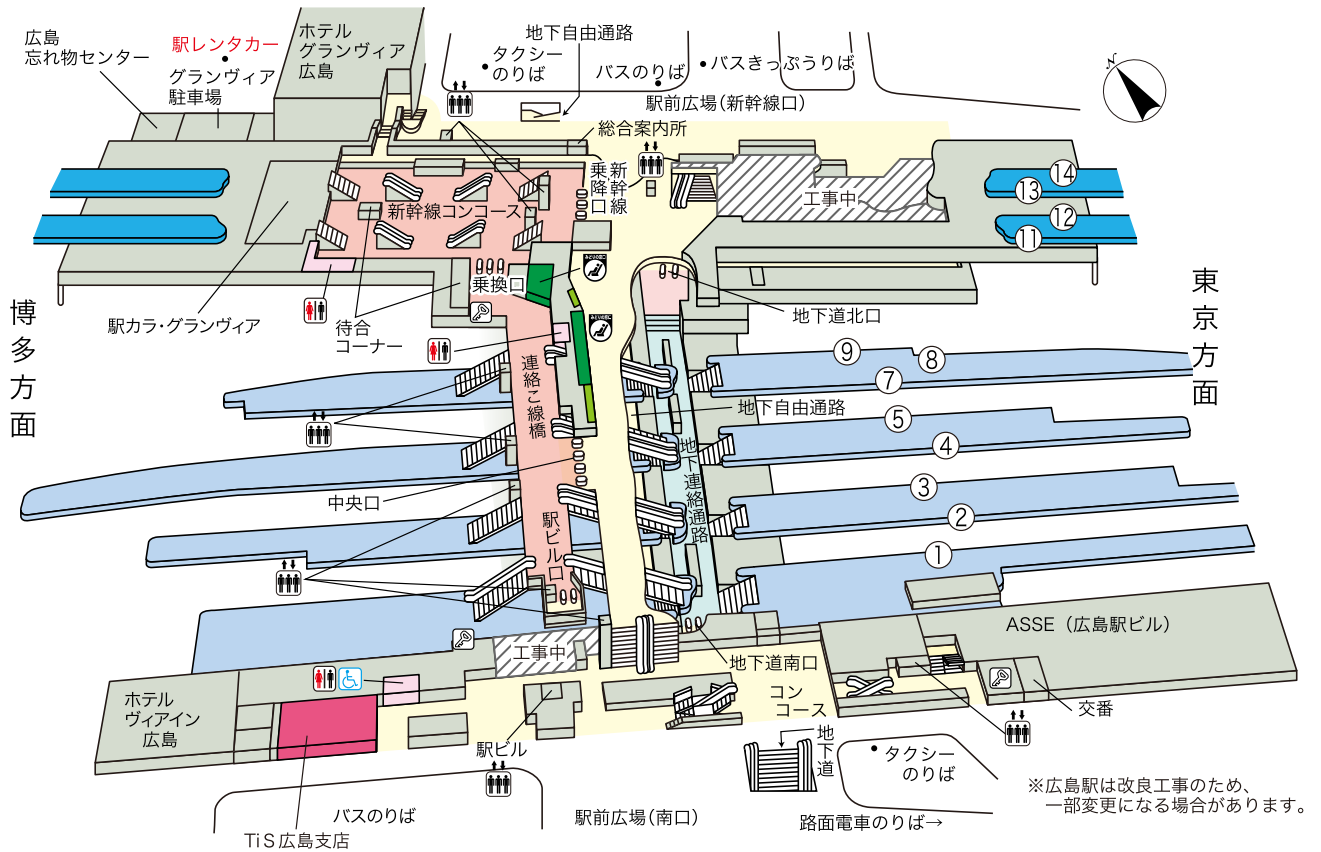 広島
忘れ物センター
駅レンタカー
グランヴィア
駐車場
ホテル
グランヴィア
広島
地下自由通路
タクシー
のりば
バスのりば
バスきっぷうりば
駅前広場(新幹線口)
N
総合案内所
新幹線
乗降口
工事中
14
13
12
11
新幹線コンコース
みどりの窓口
乗換口
みどりの窓口
地下道北口
駅カラ・グランヴィア
待合
コーナー
博多方面
東京方面
連絡こ線橋
9
8
7
地下自由通路
5
4
地下連絡通路
中央口
3
2
駅ビル口
1
ASSE(広島駅ビル)
工事中
地下道南口
ホテル
ヴィアイン
広島
コン
コース
交番
駅ビル
地下道
タクシー
のりば
※広島駅は改良工事のため、
一部変更になる場合があります。
バスのりば
駅前広場(南口)
路面電車のりば→
TiS広島支店